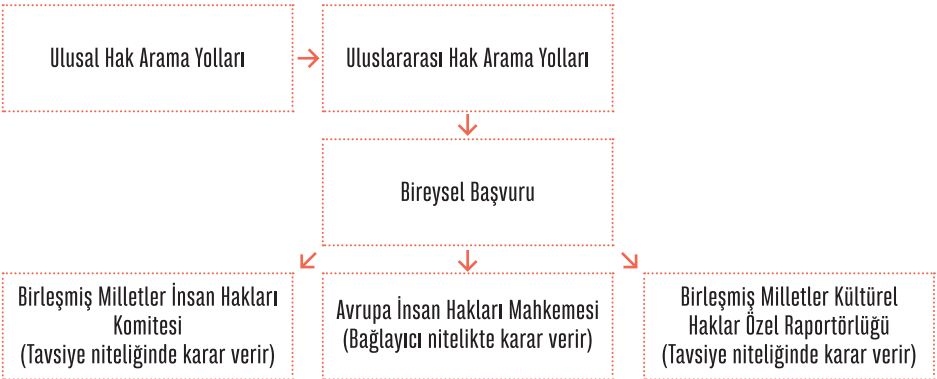 Ulusal Hak Arama Yolları
Uluslararası Hak Arama Yolları
Bireysel Başvuru
Birleşmiş Milletler İnsan Hakları
Komitesi
(Tavsiye niteliğinde karar verir)
Avrupa İnsan Hakları Mahkemesi
(Bağlayıcı nitelikte karar verir)
Birleşmiş Milletler Kültürel
Haklar Özel Raportörlüğü
(Tavsiye niteliğinde karar verir)